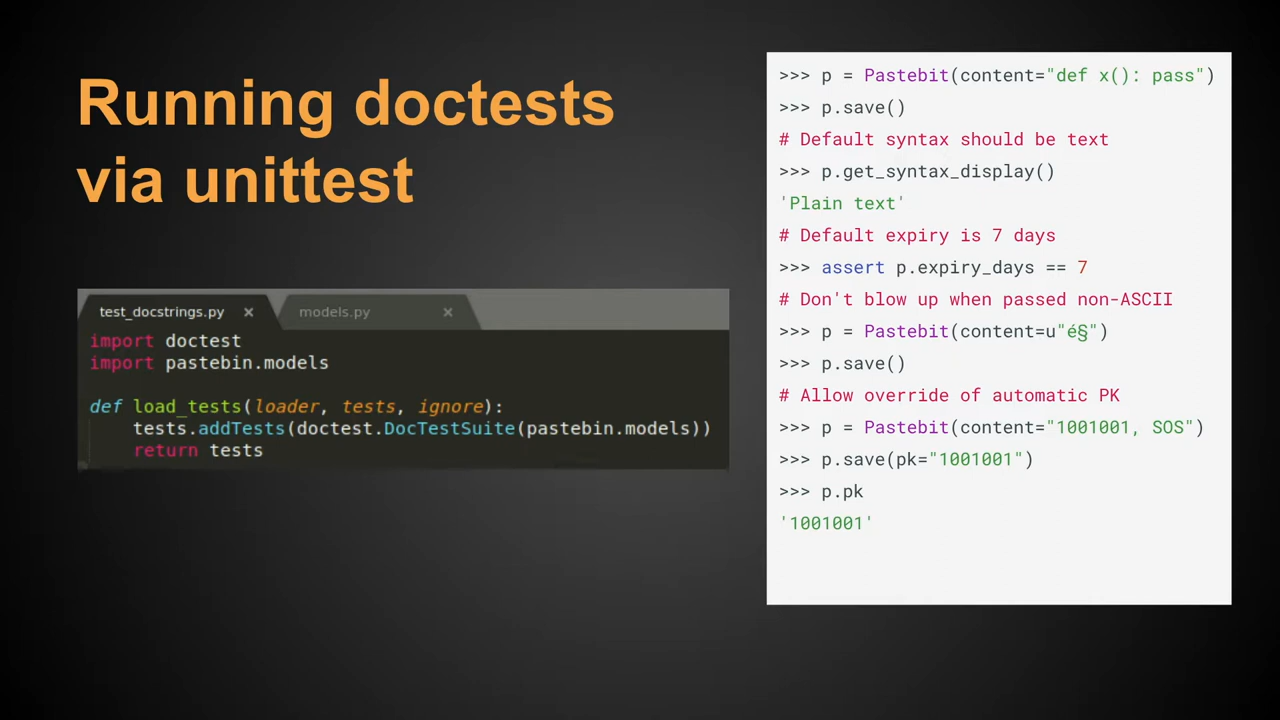 Running doctests
via unittest
test_docstrings.py × models.py ×
import doctest
import pastebin.models
def load_tests(loader, tests, ignore):
    tests.addTests(doctest.DocTestSuite(pastebin.models))
    return tests
>>> p = Pastebit(content="def x(): pass")
>>> p.save()
# Default syntax should be text
>>> p.get_syntax_display()
'Plain text'
# Default expiry is 7 days
>>> assert p.expiry_days == 7
# Don't blow up when passed non-ASCII
>>> p = Pastebit(content=u"é§")
>>> p.save()
# Allow override of automatic PK
>>> p = Pastebit(content="1001001, SOS")
>>> p.save(pk="1001001")
>>> p.pk
'1001001'